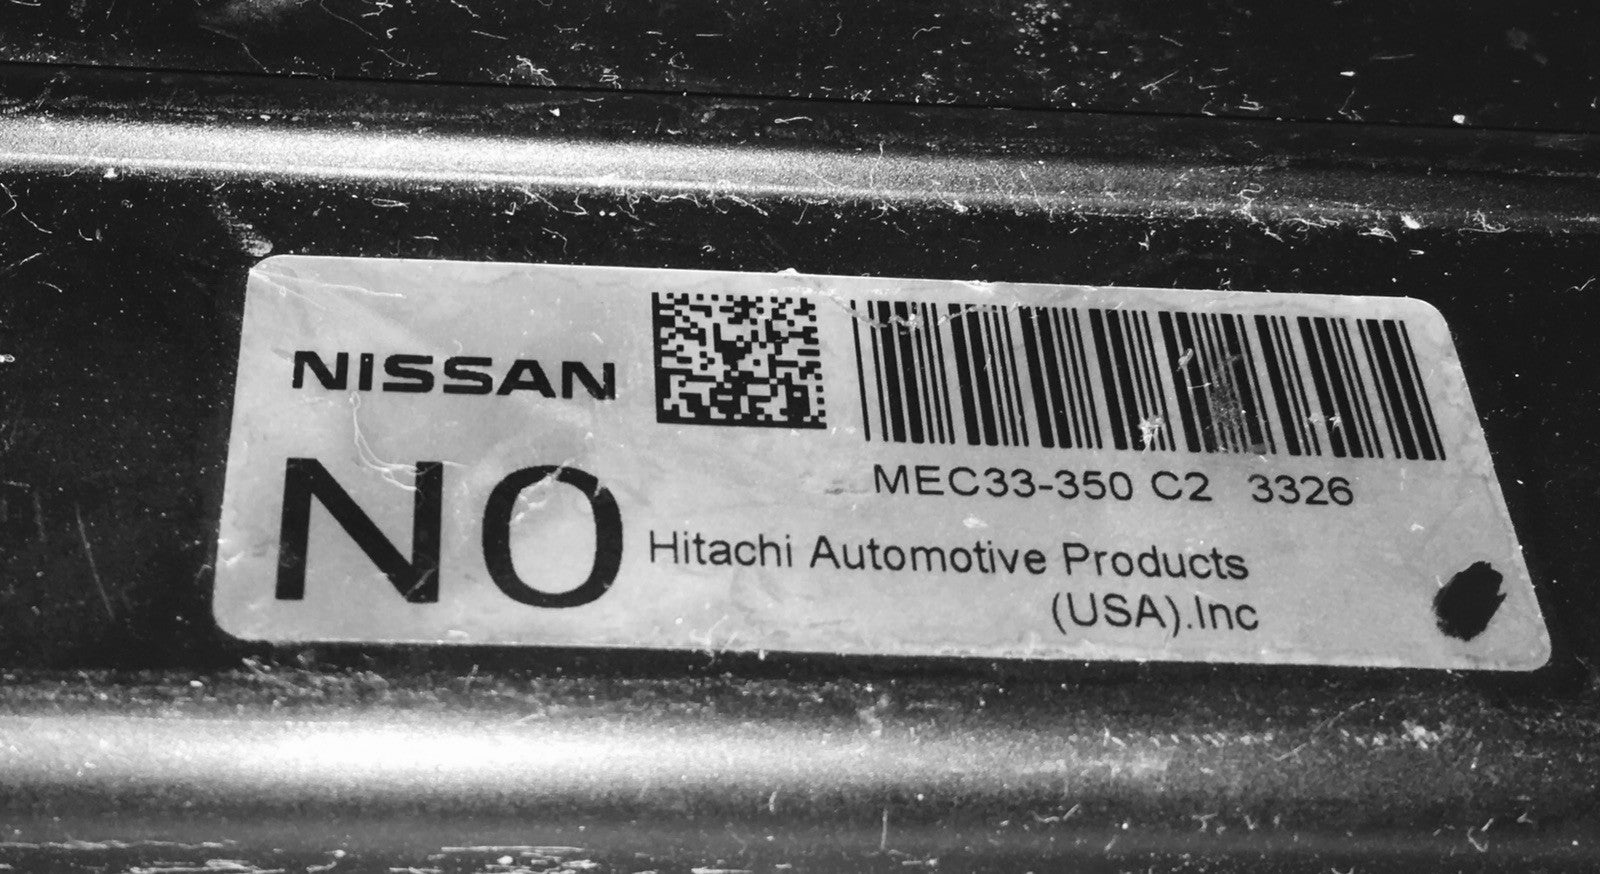 NISSAN
NO
MEC33-350 C2 3326
Hitachi Automotive Products
(USA).Inc